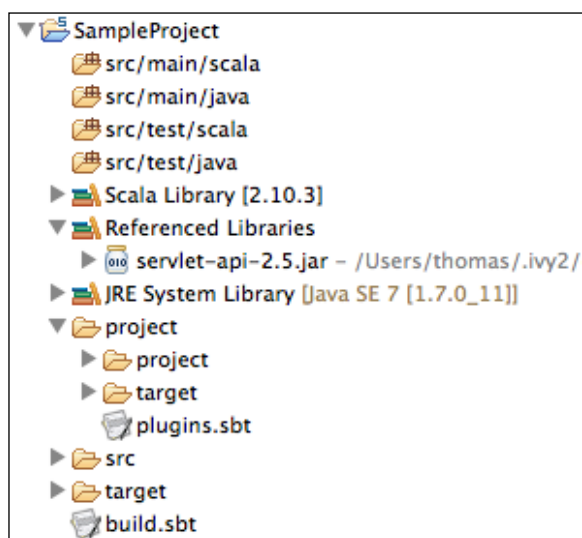 SampleProject
src/main/scala
src/main/java
src/test/scala
src/test/java
Scala Library [2.10.3]
Referenced Libraries
servlet-api-2.5.jar – /Users/thomas/.ivy2/
JRE System Library [Java SE 7 [1.7.0_11]]
project
project
target
plugins.sbt
src
target
build.sbt